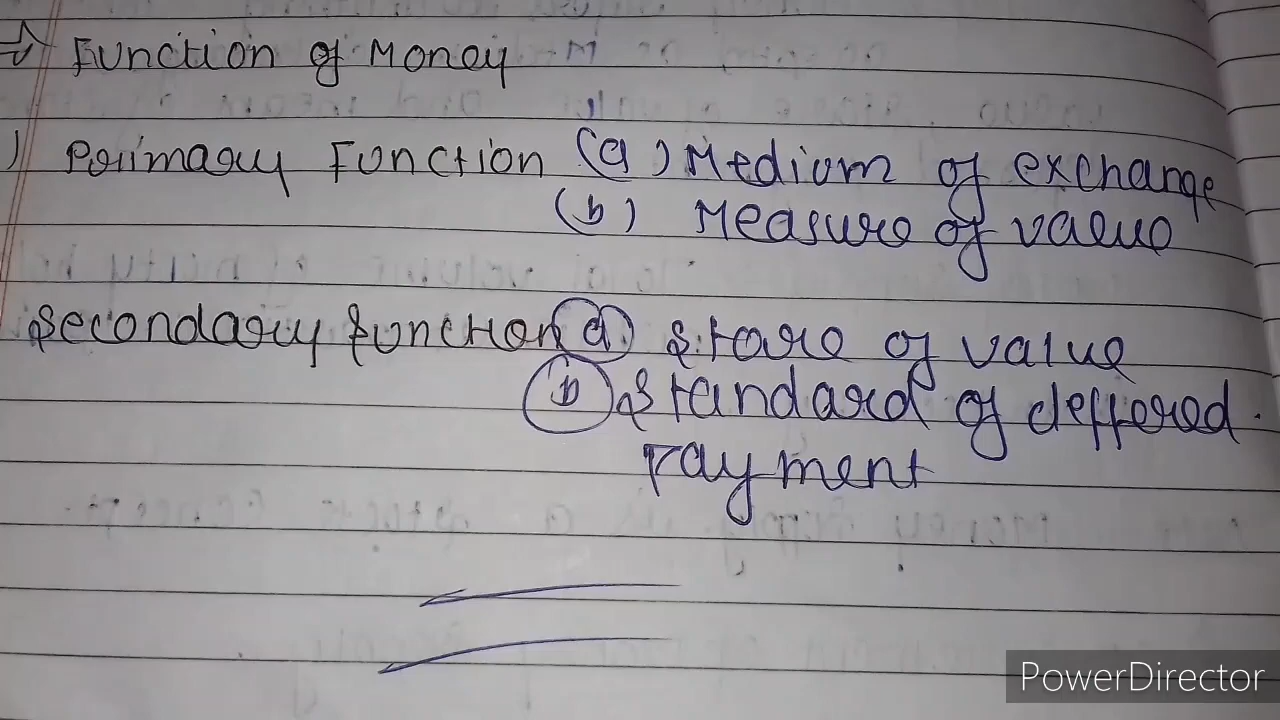 ⇒ Function of Money
1) Primary Function (a) Medium of exchange
(b) Measure of value
Secondary function (a) Store of value
(b) Standard of deffered
payment
PowerDirector